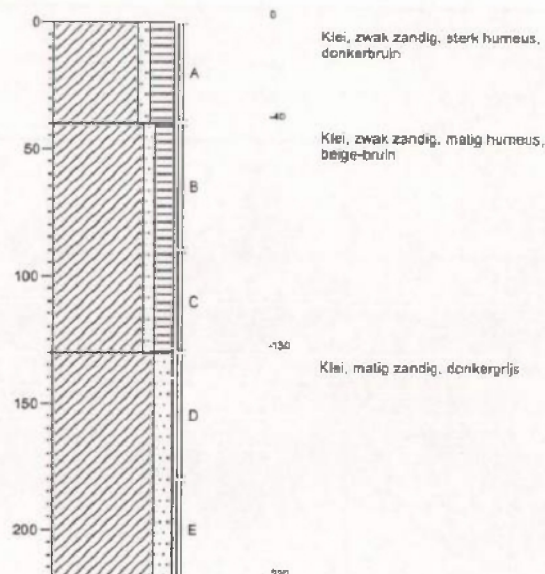 0
0
Klei, zwak zandig, sterk humeus,
donkerbruin
A
-40
50
Klei, zwak zandig, matig humeus,
beige-bruin
B
100
C
-130
Klei, matig zandig, donkergrijs
150
D
200
E